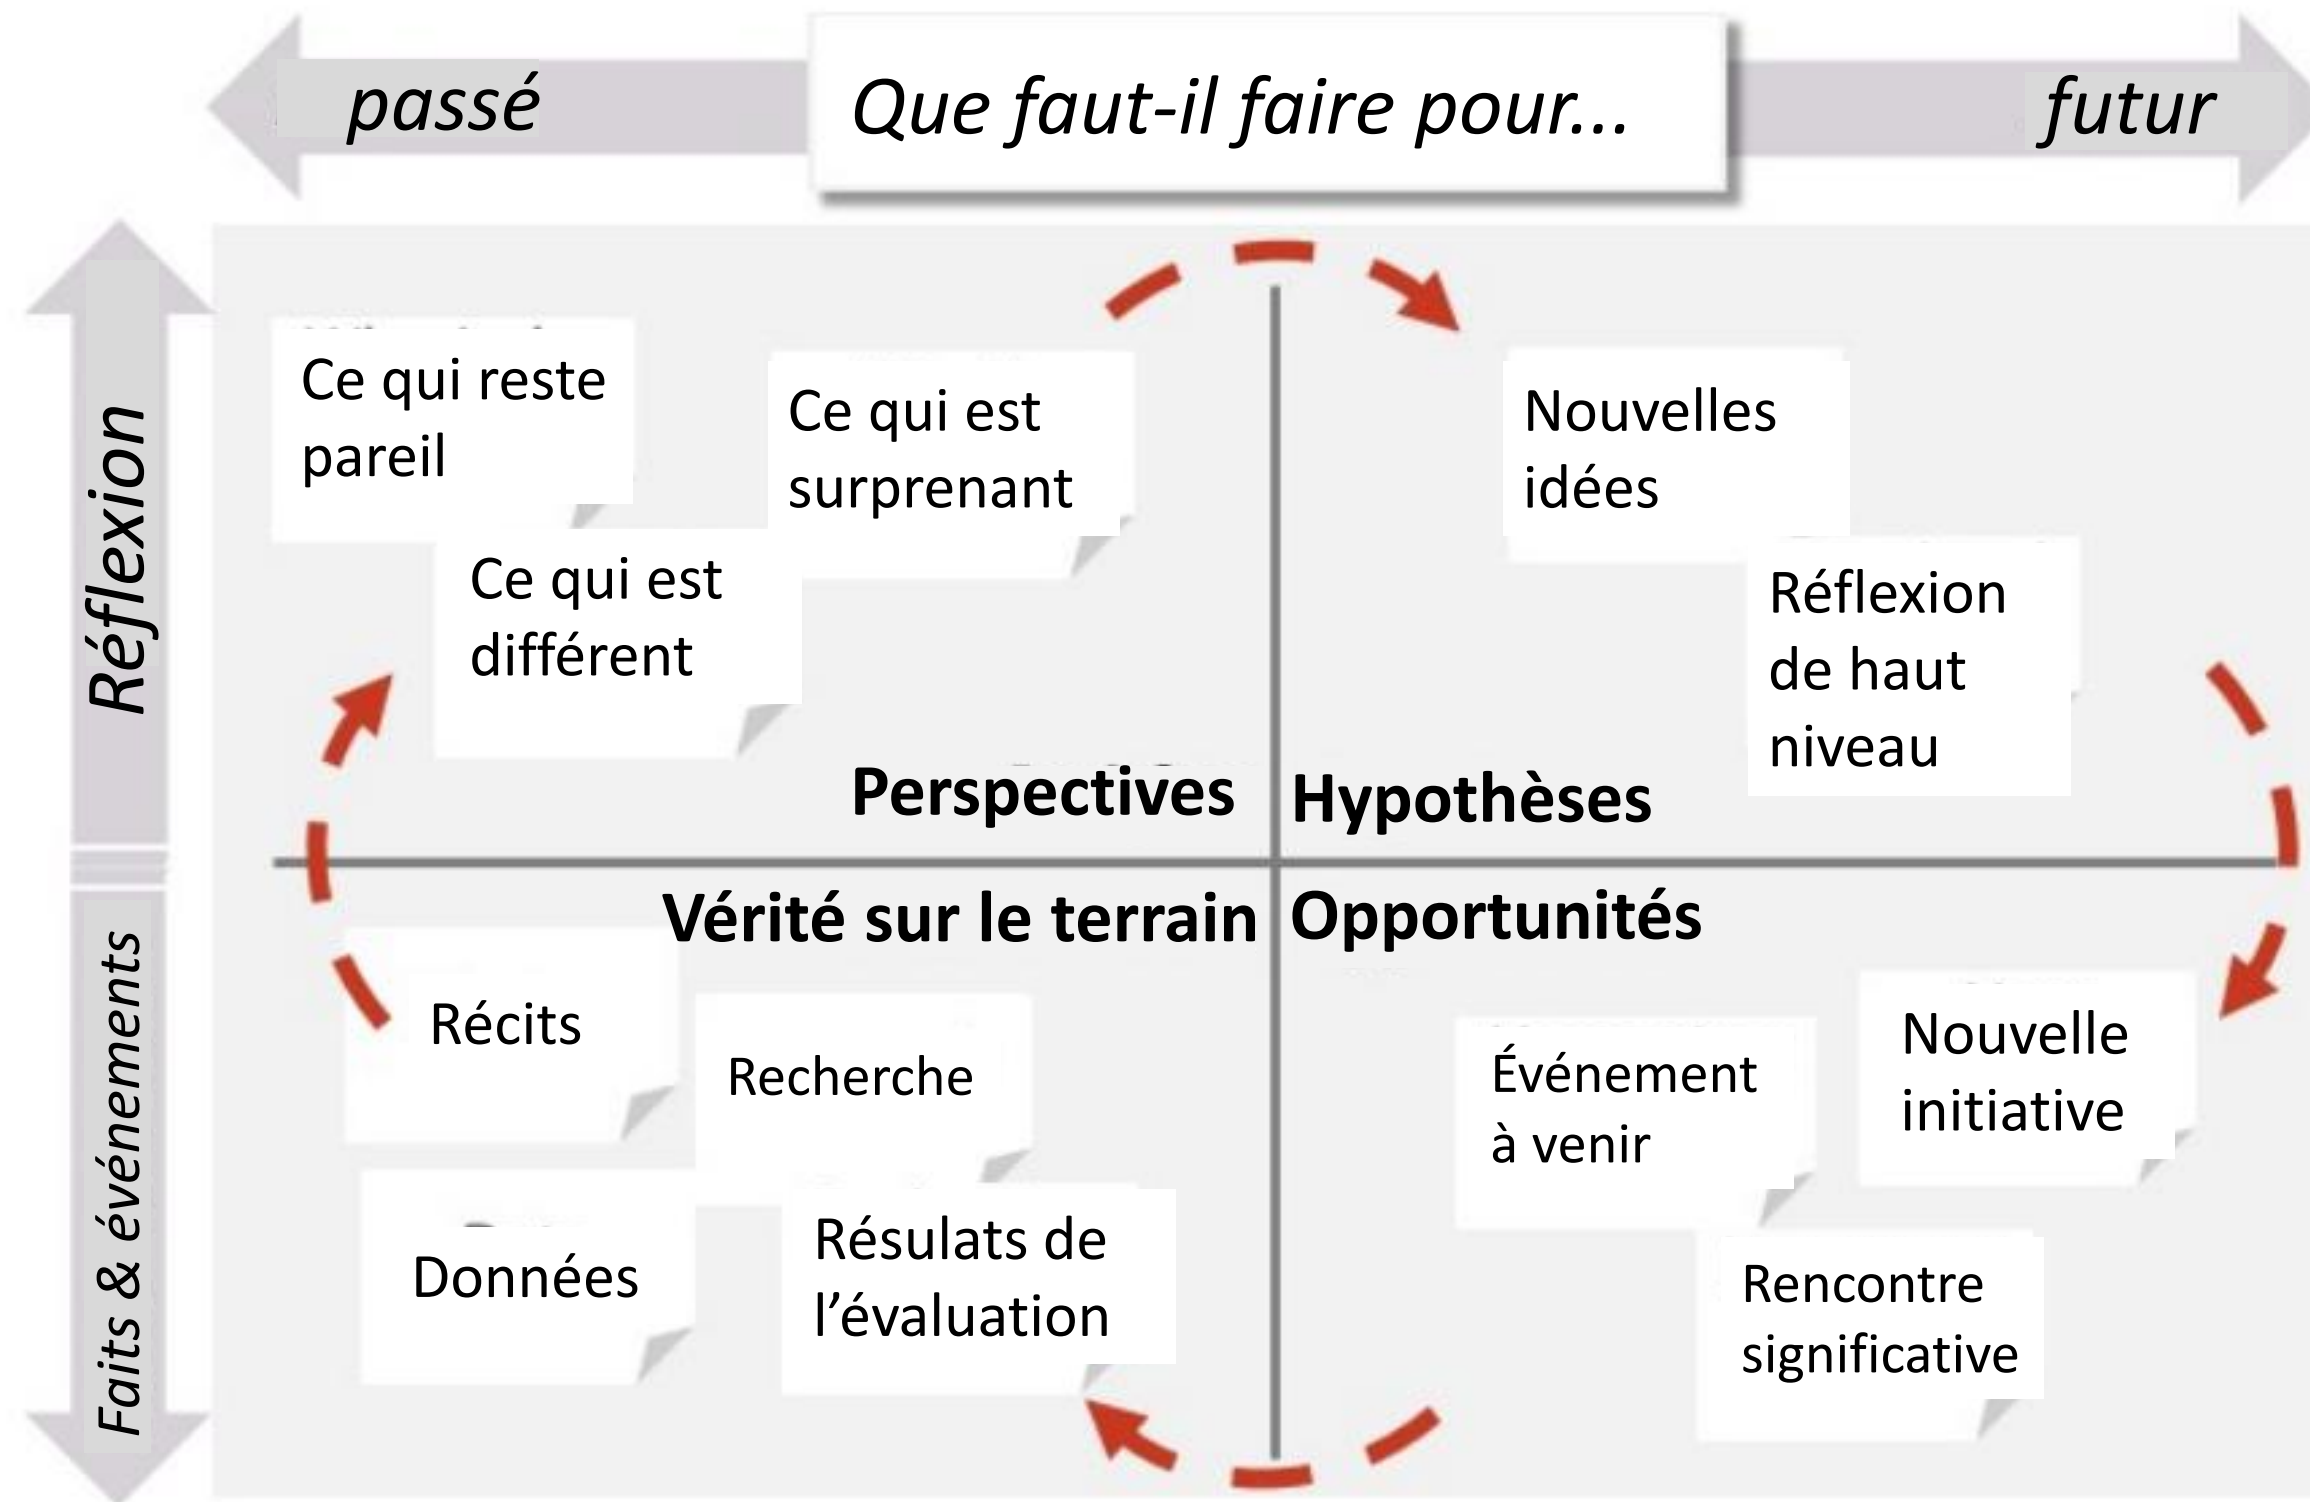 passé
Que faut-il faire pour...
futur
Réflexion
Ce qui reste
pareil
Ce qui est
surprenant
Ce qui est
différent
Nouvelles
idées
Réflexion
de haut
niveau
Perspectives
Hypothèses
Vérité sur le terrain
Opportunités
Faits & événements
Récits
Recherche
Données
Résulats de
l’évaluation
Événement
à venir
Nouvelle
initiative
Rencontre
significative